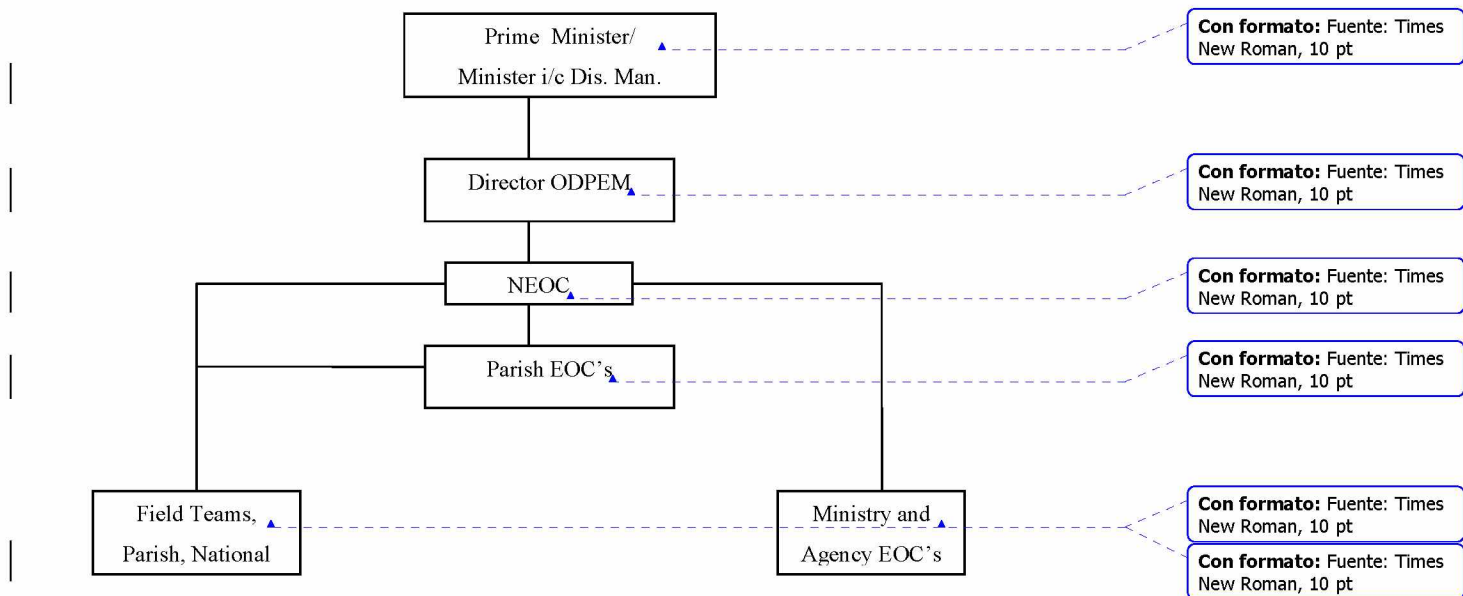 Prime Minister/
Minister i/c Dis. Man.
Con formato: Fuente: Times
New Roman, 10 pt
Director ODPEM
Con formato: Fuente: Times
New Roman, 10 pt
NEOC
Con formato: Fuente: Times
New Roman, 10 pt
Parish EOC's
Con formato: Fuente: Times
New Roman, 10 pt
Field Teams,
Parish, National
Ministry and
Agency EOC's
Con formato: Fuente: Times
New Roman, 10 pt
Con formato: Fuente: Times
New Roman, 10 pt